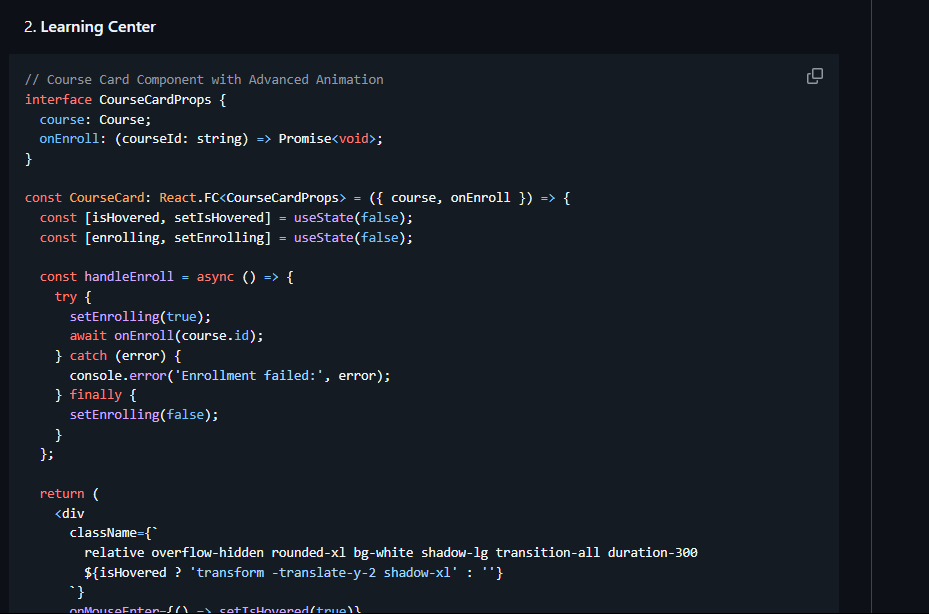 2. Learning Center
// Course Card Component with Advanced Animation
interface CourseCardProps {
  course: Course;
  onEnroll: (courseId: string) => Promise<void>;
}

const CourseCard: React.FC<CourseCardProps> = ({ course, onEnroll }) => {
  const [isHovered, setIsHovered] = useState(false);
  const [enrolling, setEnrolling] = useState(false);

  const handleEnroll = async () => {
    try {
      setEnrolling(true);
      await onEnroll(course.id);
    } catch (error) {
      console.error('Enrollment failed:', error);
    } finally {
      setEnrolling(false);
    }
  };

  return (
    <div
      className={`
        relative overflow-hidden rounded-xl bg-white shadow-lg transition-all duration-300
        ${isHovered ? 'transform -translate-y-2 shadow-xl' : ''}
      `}
      onMouseEnter={() => setIsHovered(true)}